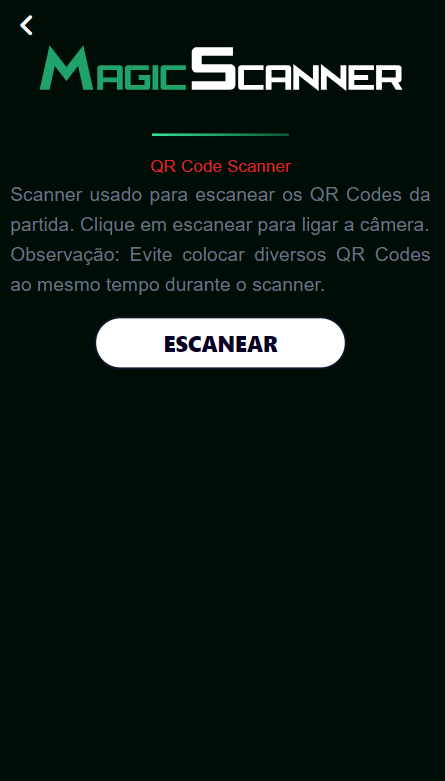 MAGICSCANNER
QR Code Scanner
Scanner usado para escanear os QR Codes da
partida. Clique em escanear para ligar a câmera.
Observação: Evite colocar diversos QR Codes
ao mesmo tempo durante o scanner.
ESCANEAR